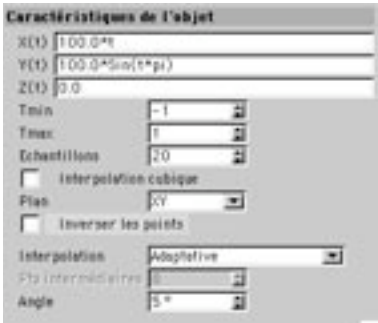 Caractéristiques de l'objet
X(t) 100.0*t
Y(t) 100.0*Sin(t*pi)
Z(t) 0.0
Tmin -1
Tmax 1
Echantillons 20
Interpolation cubique
Plan XY
Inverser les points
Interpolation Adaptative
Pts intermédiaires
Angle 5 °